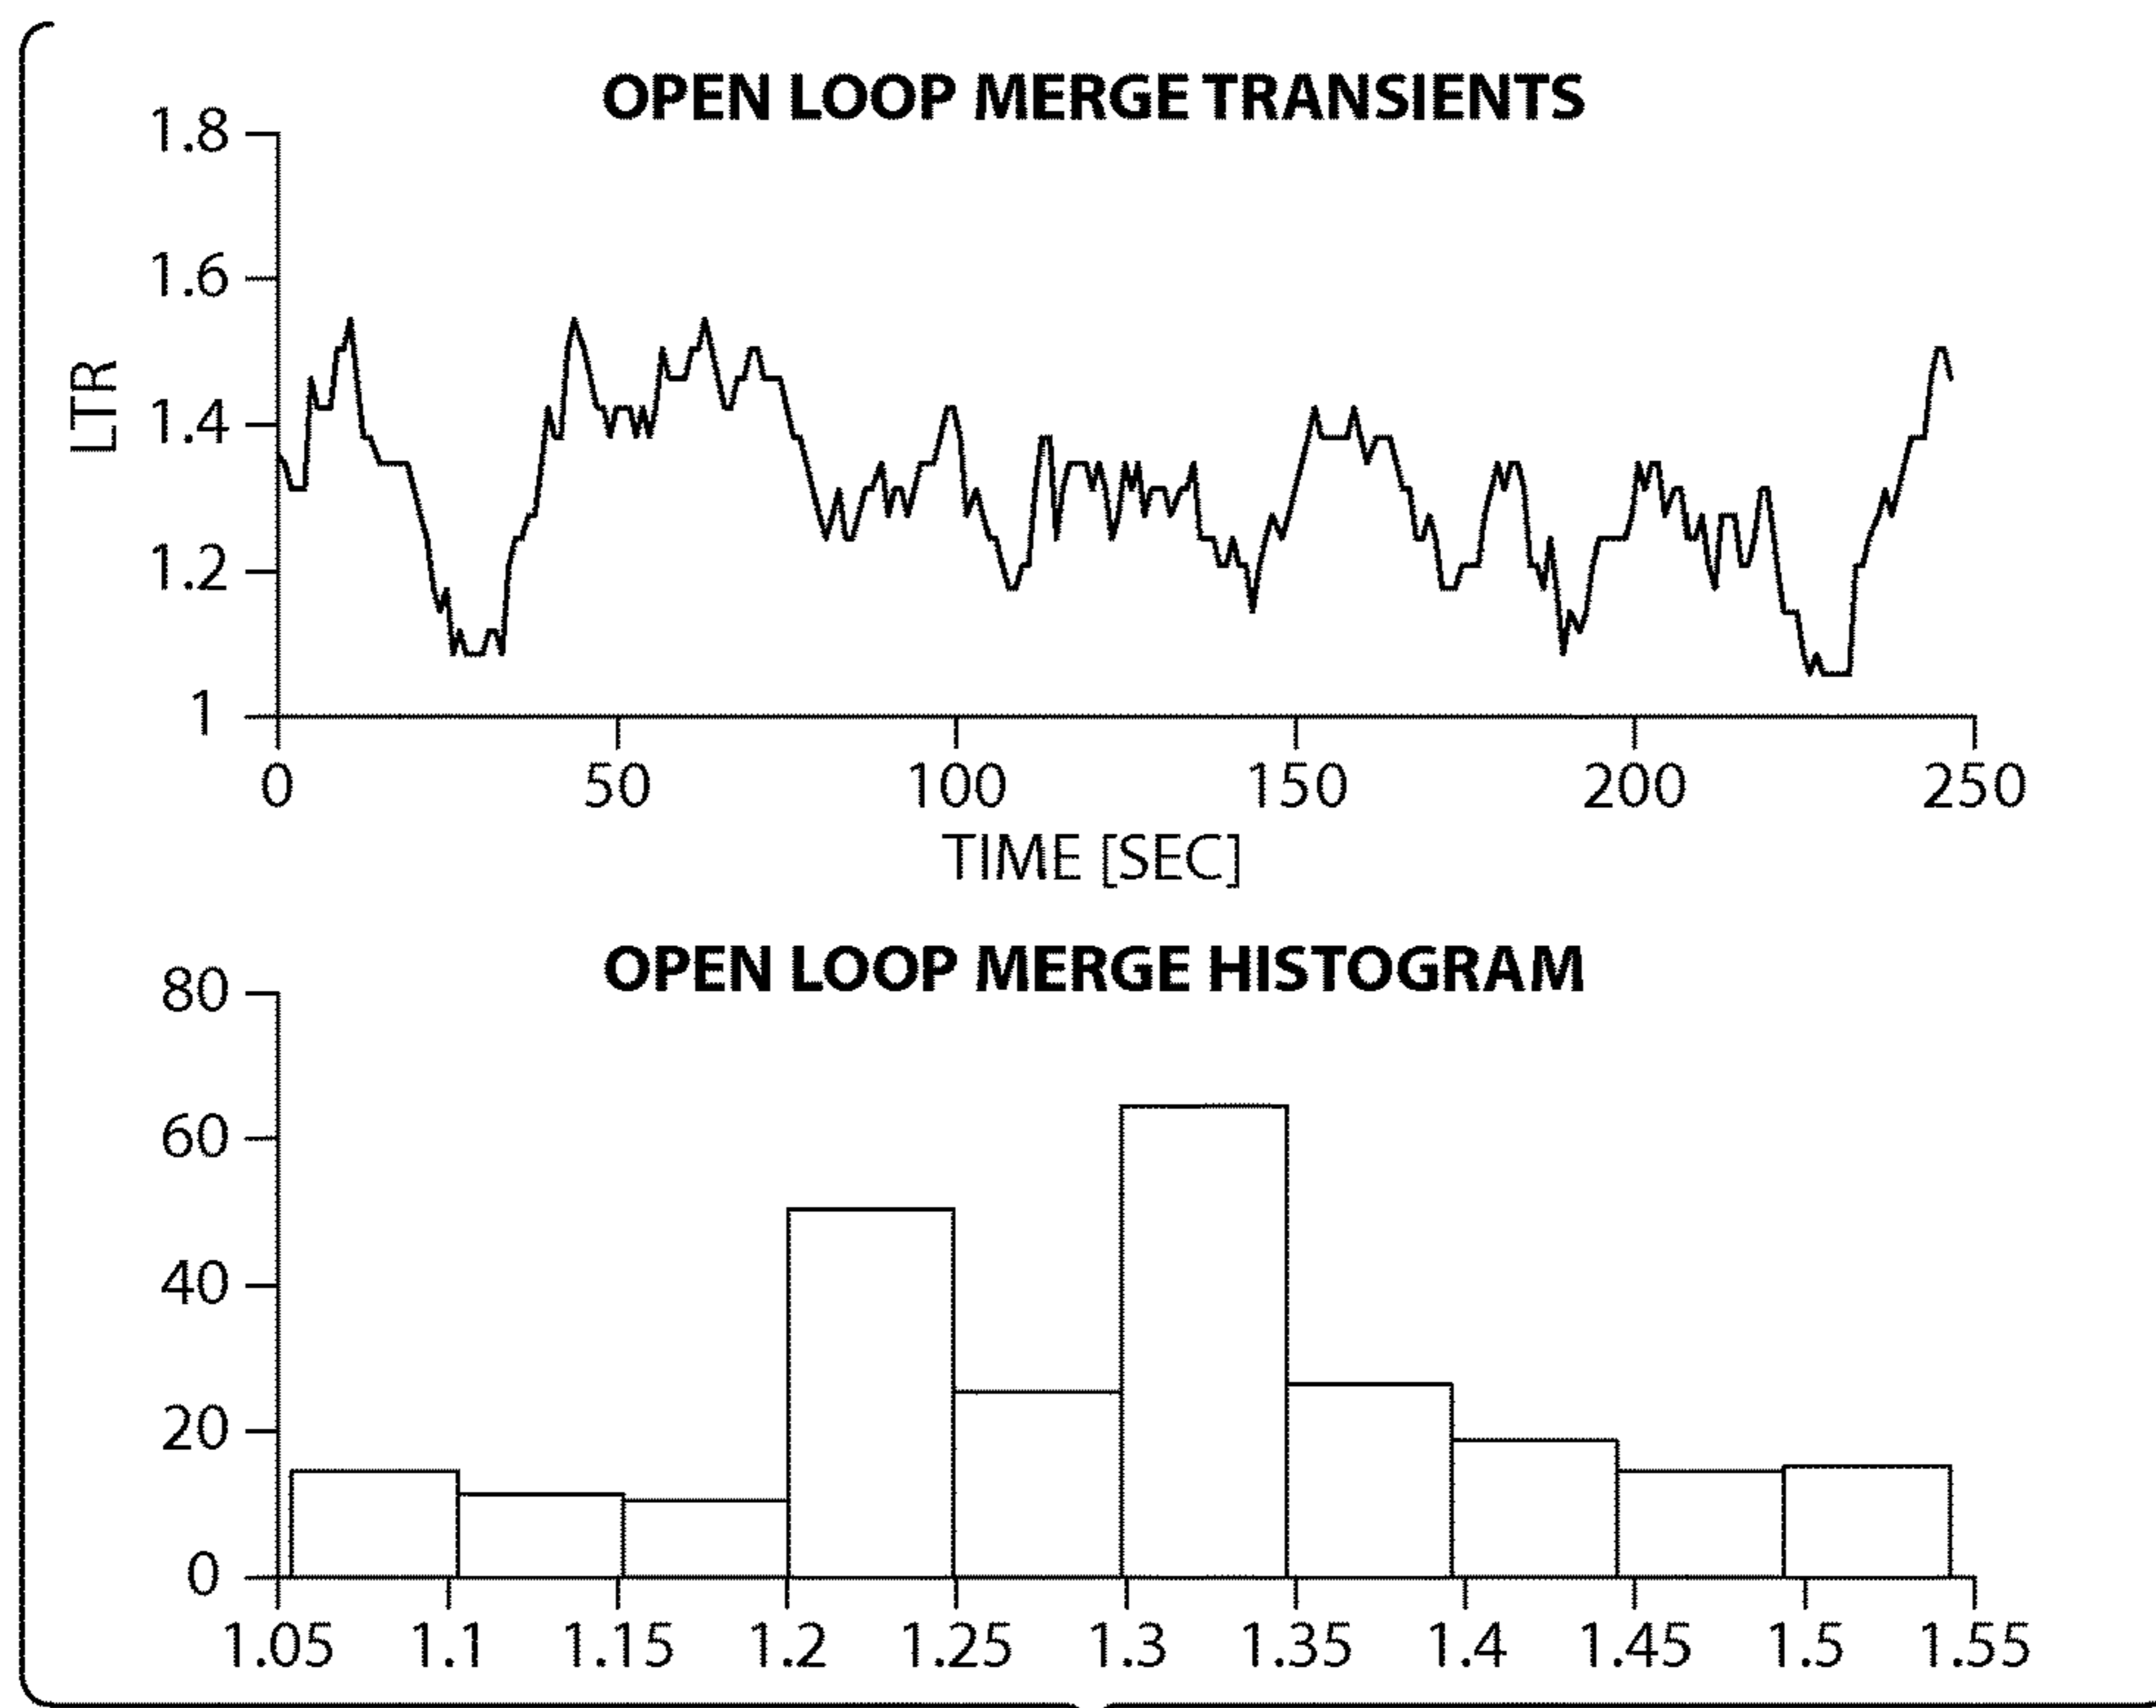 OPEN LOOP MERGE TRANSIENTS
1.8
1.6
1.4
1.2
1
LTR
0 50 100 150 200 250
TIME [SEC]
OPEN LOOP MERGE HISTOGRAM
80
60
40
20
0
1.05 1.1 1.15 1.2 1.25 1.3 1.35 1.4 1.45 1.5 1.55